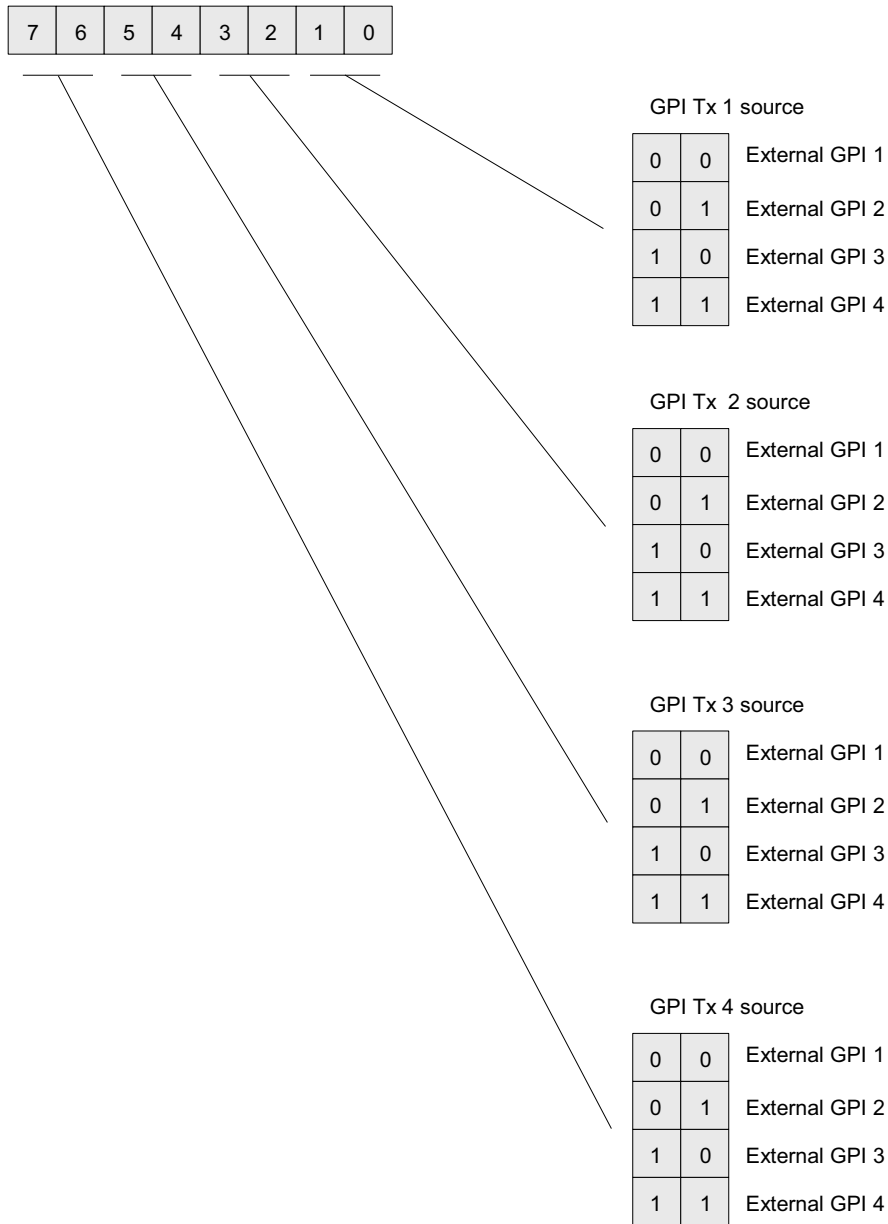 7 6 5 4 3 2 1 0
GPI Tx 1 source
0 0 External GPI 1
0 1 External GPI 2
1 0 External GPI 3
1 1 External GPI 4
GPI Tx 2 source
0 0 External GPI 1
0 1 External GPI 2
1 0 External GPI 3
1 1 External GPI 4
GPI Tx 3 source
0 0 External GPI 1
0 1 External GPI 2
1 0 External GPI 3
1 1 External GPI 4
GPI Tx 4 source
0 0 External GPI 1
0 1 External GPI 2
1 0 External GPI 3
1 1 External GPI 4